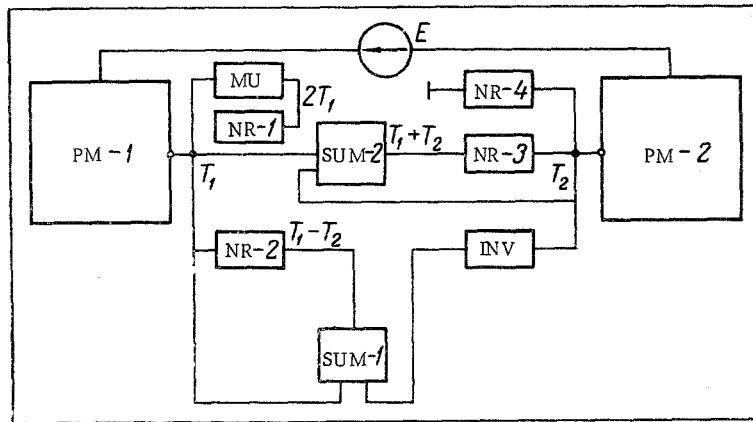 E
MU
2T₁
NR-1
NR-4
PM-1
SUM-2
T₁+T₂
NR-3
PM-2
T₁
T₂
NR-2
T₁-T₂
INV
SUM-1